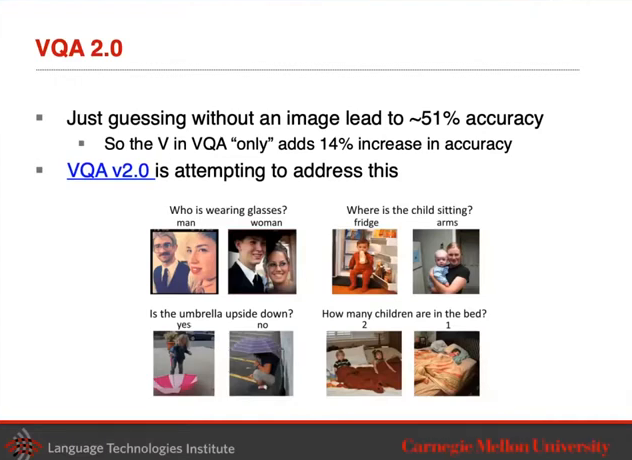 VQA 2.0
Just guessing without an image lead to ~51% accuracy
So the V in VQA “only” adds 14% increase in accuracy
VQA v2.0 is attempting to address this
Who is wearing glasses?
man woman
Where is the child sitting?
fridge arms
Is the umbrella upside down?
yes no
How many children are in the bed?
2 1
Language Technologies Institute
Carnegie Mellon University